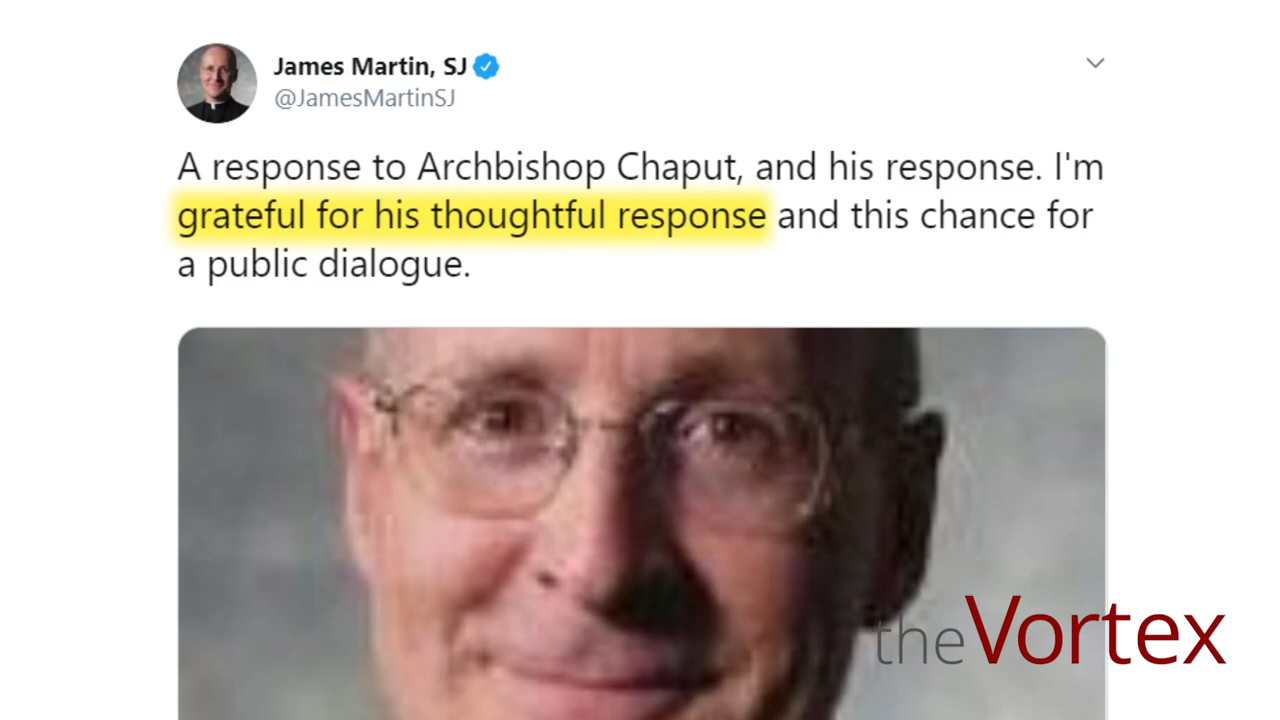 James Martin, SJ
@JamesMartinSJ
A response to Archbishop Chaput, and his response. I'm
grateful for his thoughtful response and this chance for
a public dialogue.
theVortex